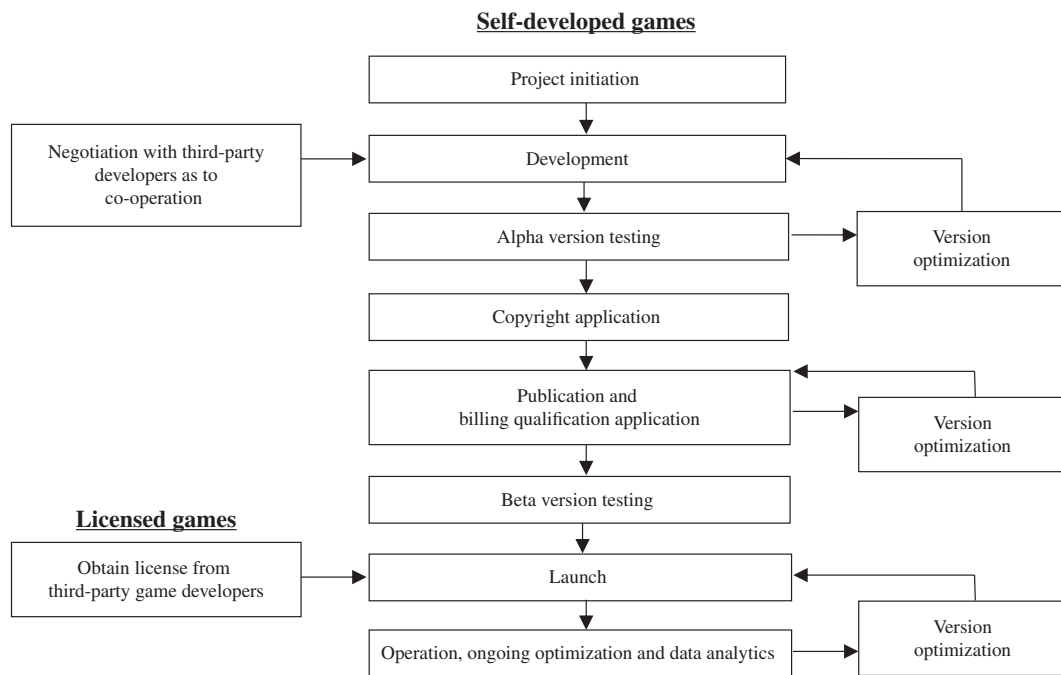 Self-developed games
Project initiation
Negotiation with third-party
developers as to
co-operation
Development
Alpha version testing
Version
optimization
Copyright application
Publication and
billing qualification application
Version
optimization
Beta version testing
Licensed games
Obtain license from
third-party game developers
Launch
Operation, ongoing optimization and data analytics
Version
optimization